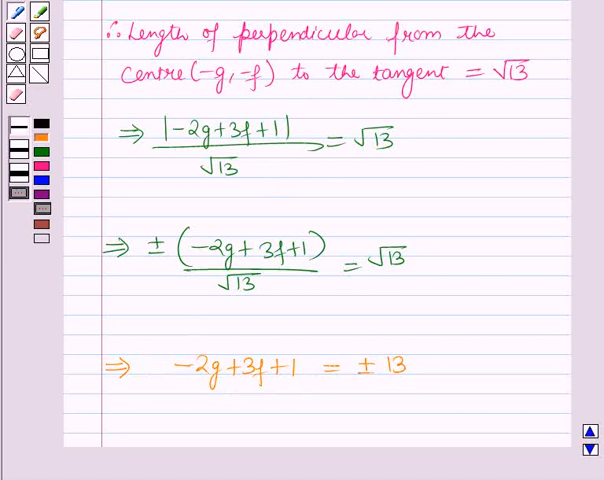 ∴ Length of perpendicular from the
centre (-g, -f) to the tangent = √13
⇒ |-2g+3f+1| / √13 = √13
⇒ ± (-2g+3f+1) / √13 = √13
⇒ -2g+3f+1 = ± 13